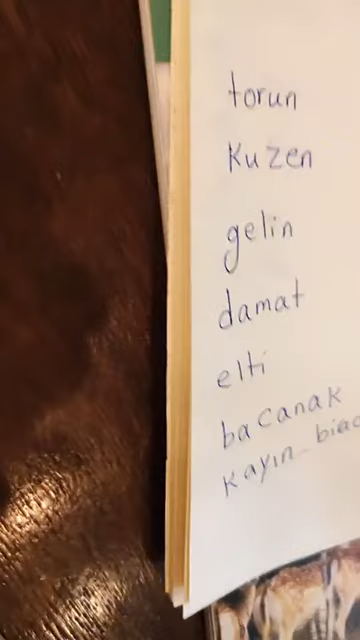 torun
Kuzen
gelin
damat
elti
bacanak
Kayın